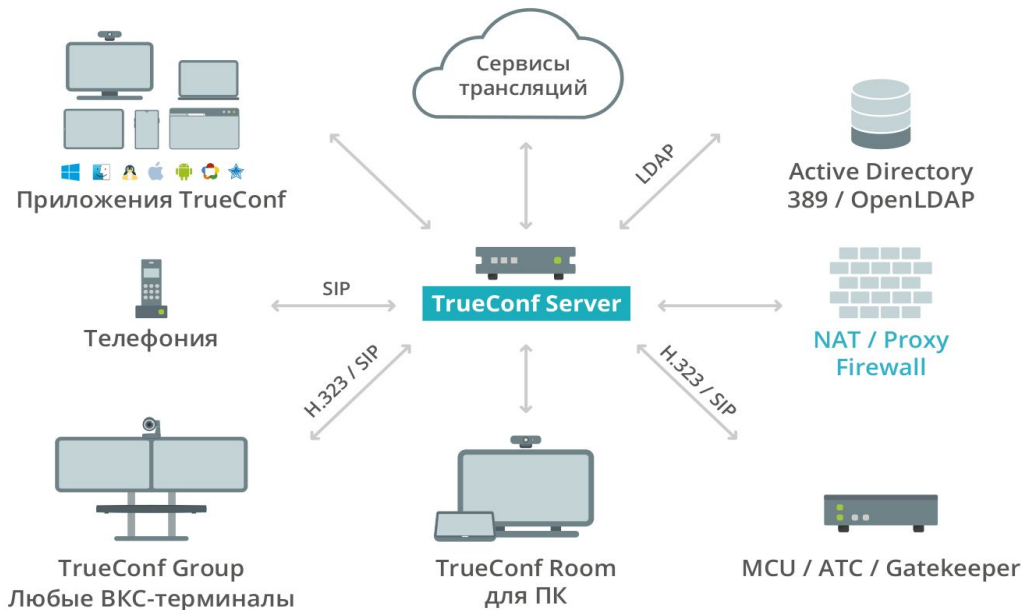 Сервисы
трансляций
LDAP
Приложения TrueConf
Active Directory
389 / OpenLDAP
TrueConf Server
SIP
Телефония
NAT / Proxy
Firewall
H.323 / SIP
H.323 / SIP
TrueConf Group
Любые ВКС-терминалы
TrueConf Room
для ПК
MCU / АТС / Gatekeeper